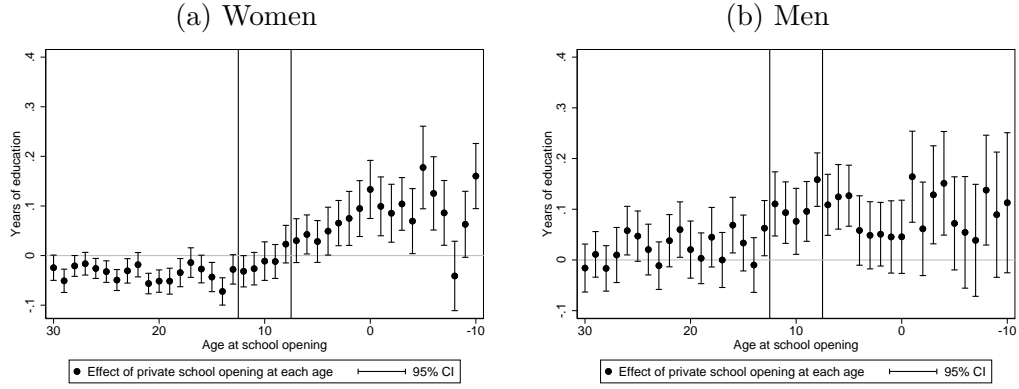 (a) Women
Years of education
.4
.3
.2
.1
0
-.1
30
20
10
0
-10
Age at school opening
Effect of private school opening at each age
95% CI
(b) Men
Years of education
.4
.3
.2
.1
0
-.1
30
20
10
0
-10
Age at school opening
Effect of private school opening at each age
95% CI